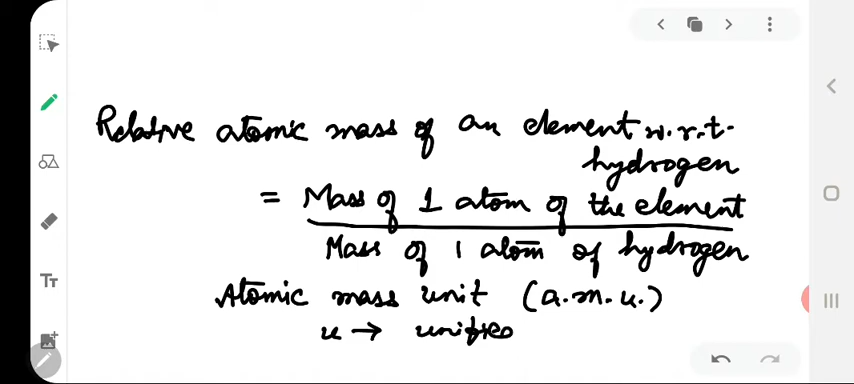 Relative atomic mass of an element w.r.t.
hydrogen
= Mass of 1 atom of the element
Mass of 1 atom of hydrogen
Atomic mass unit (a.m.u.)
u → unified
Tт